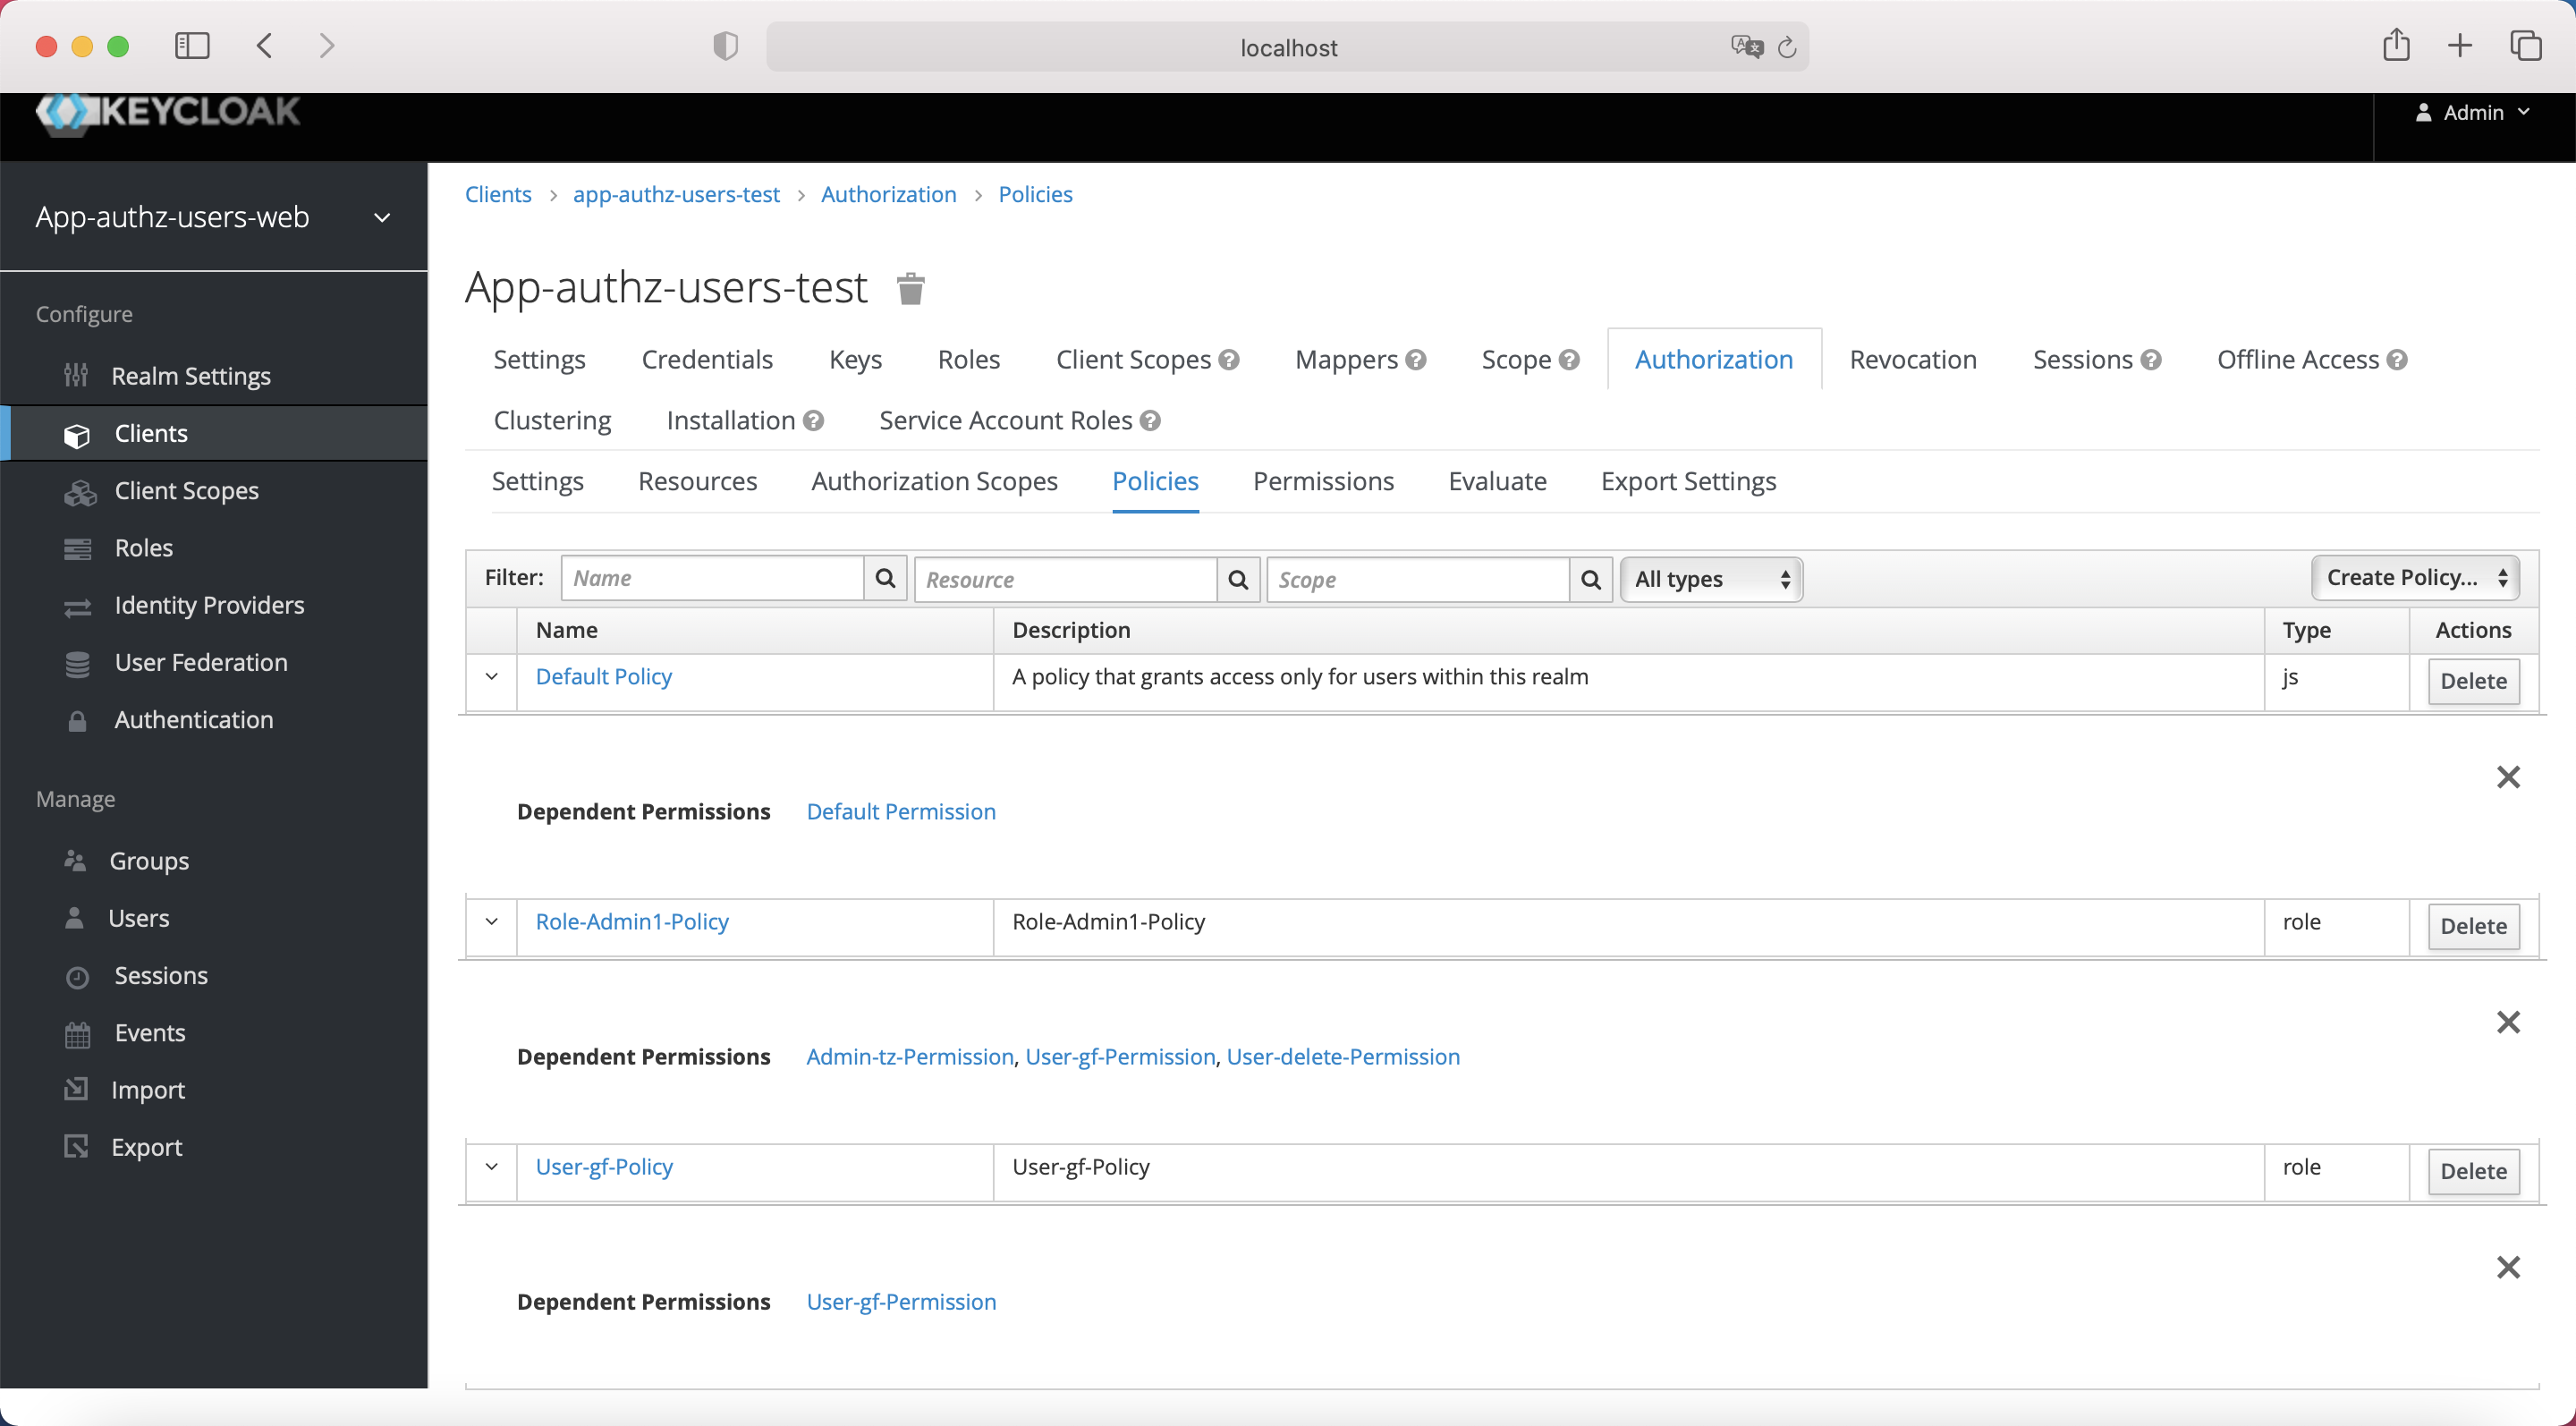 localhost
KEYCLOAK
Admin
App-authz-users-web
Configure
Realm Settings
Clients
Client Scopes
Roles
Identity Providers
User Federation
Authentication
Manage
Groups
Users
Sessions
Events
Import
Export
Clients > app-authz-users-test > Authorization > Policies
App-authz-users-test
Settings Credentials Keys Roles Client Scopes Mappers Scope Authorization Revocation Sessions Offline Access
Clustering Installation Service Account Roles
Settings Resources Authorization Scopes Policies Permissions Evaluate Export Settings
Filter: Name Resource Scope All types Create Policy...
Name Description Type Actions
Default Policy A policy that grants access only for users within this realm js Delete
Dependent Permissions Default Permission
Role-Admin1-Policy Role-Admin1-Policy role Delete
Dependent Permissions Admin-tz-Permission, User-gf-Permission, User-delete-Permission
User-gf-Policy User-gf-Policy role Delete
Dependent Permissions User-gf-Permission